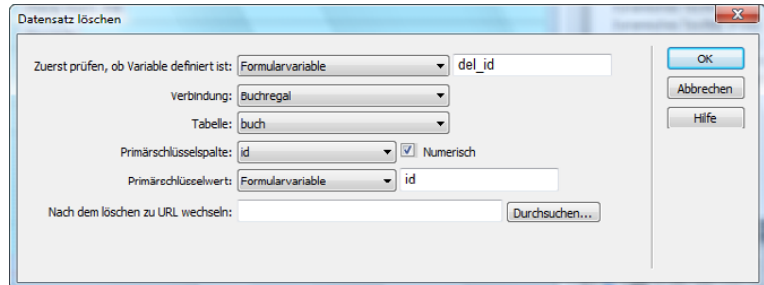 Datensatz löschen
Zuerst prüfen, ob Variable definiert ist: Formularvariable del_id OK
Verbindung: Buchregal Abbrechen
Tabelle: buch Hilfe
Primärschlüsselspalte: id Numerisch
Primärschlüsselwert: Formularvariable id
Nach dem löschen zu URL wechseln: Durchsuchen...